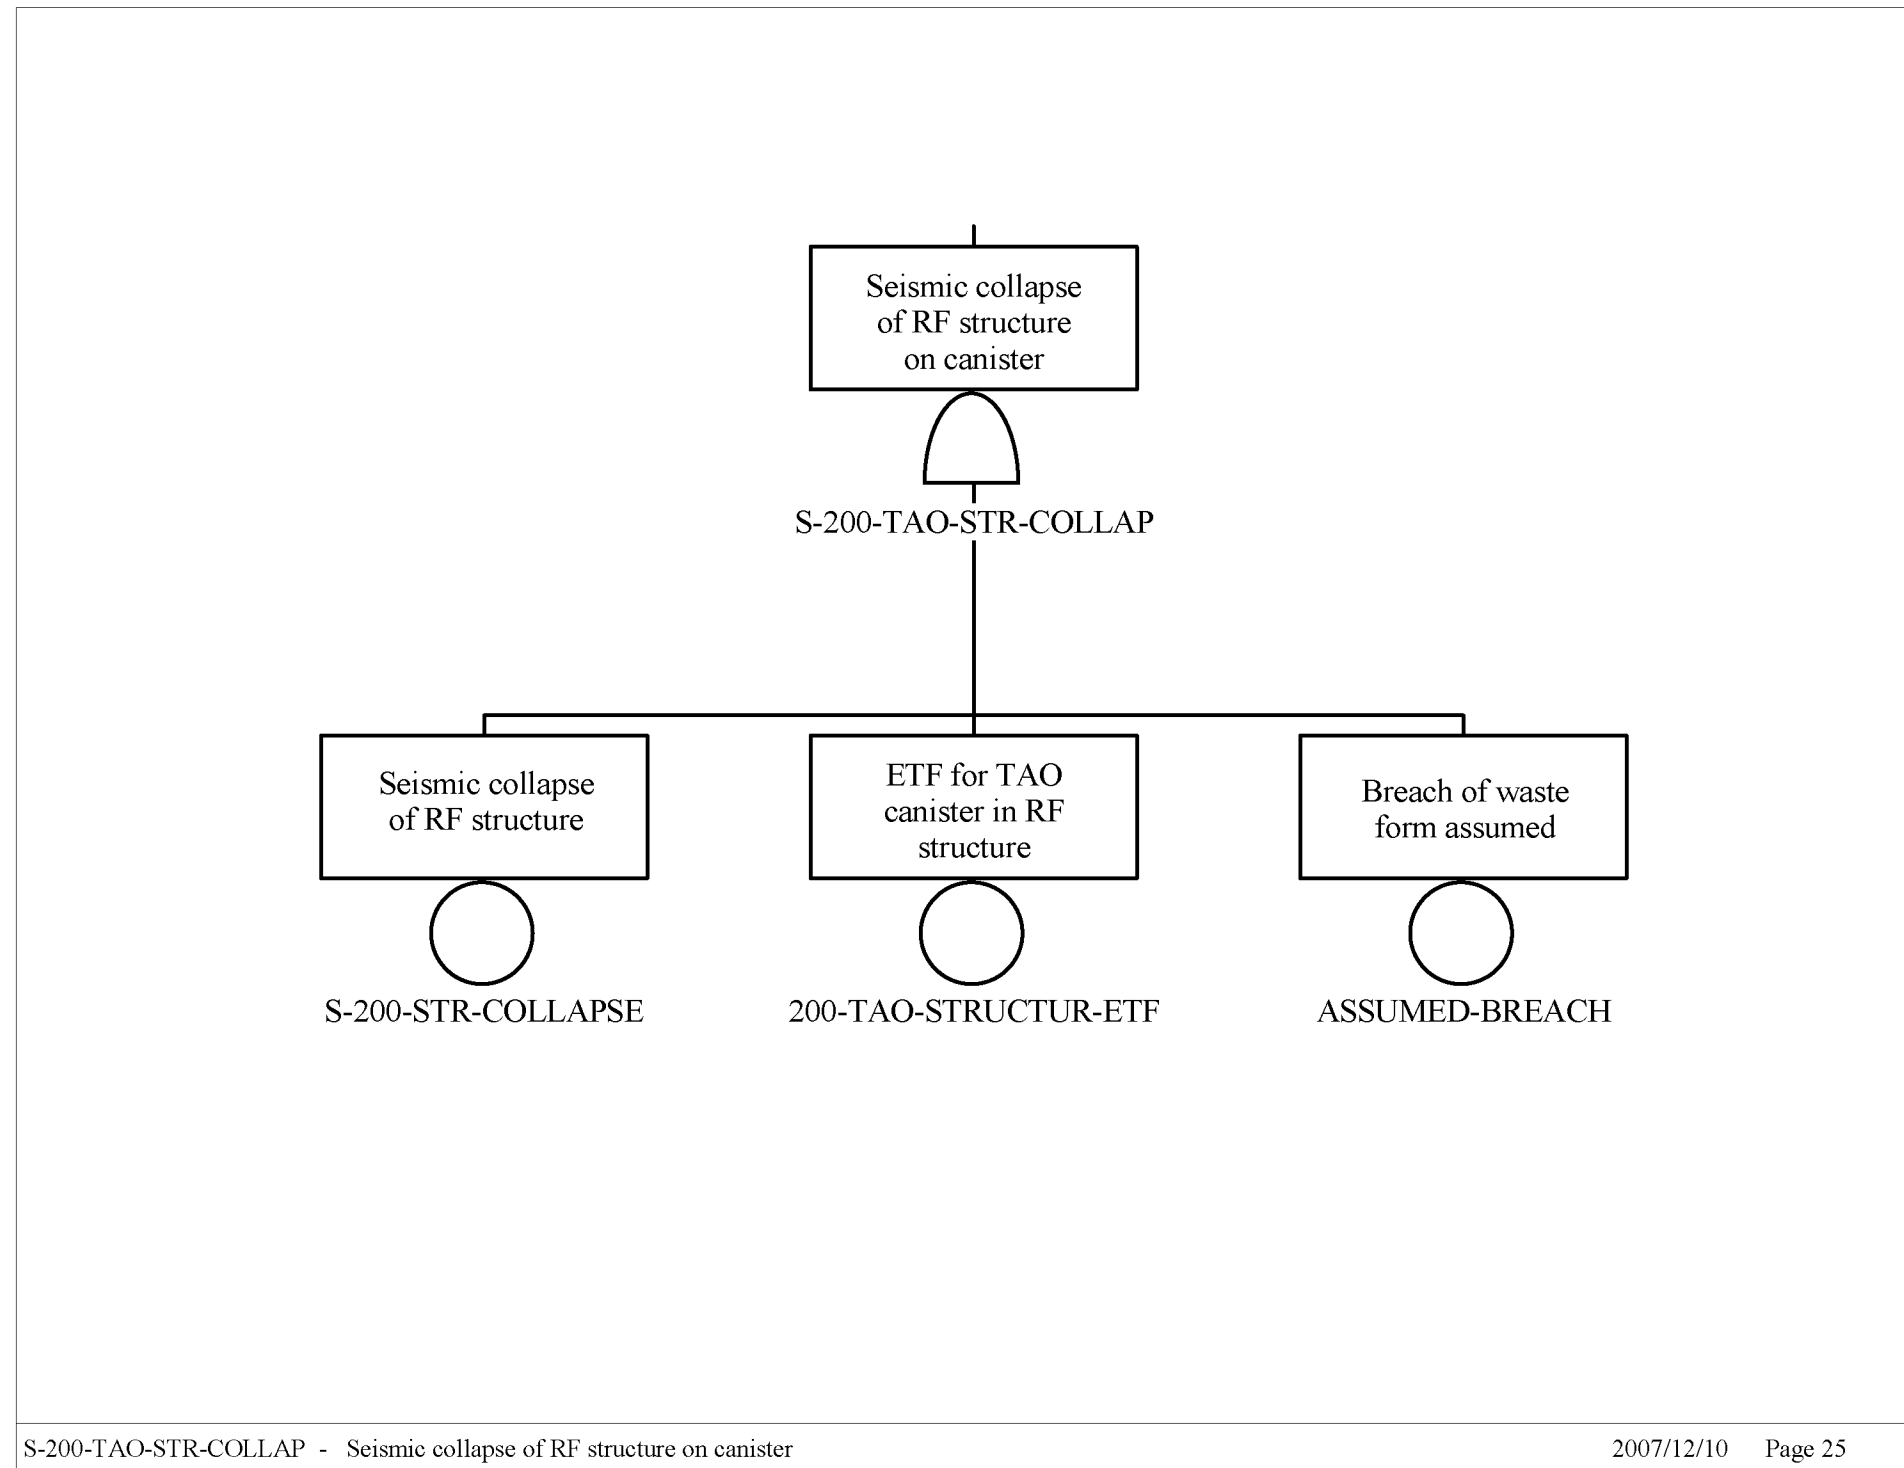 Seismic collapse
of RF structure
on canister
S-200-TAO-STR-COLLAP
Seismic collapse
of RF structure
ETF for TAO
canister in RF
structure
Breach of waste
form assumed
S-200-STR-COLLAPSE
200-TAO-STRUCTUR-ETF
ASSUMED-BREACH
S-200-TAO-STR-COLLAP - Seismic collapse of RF structure on canister
2007/12/10 Page 25